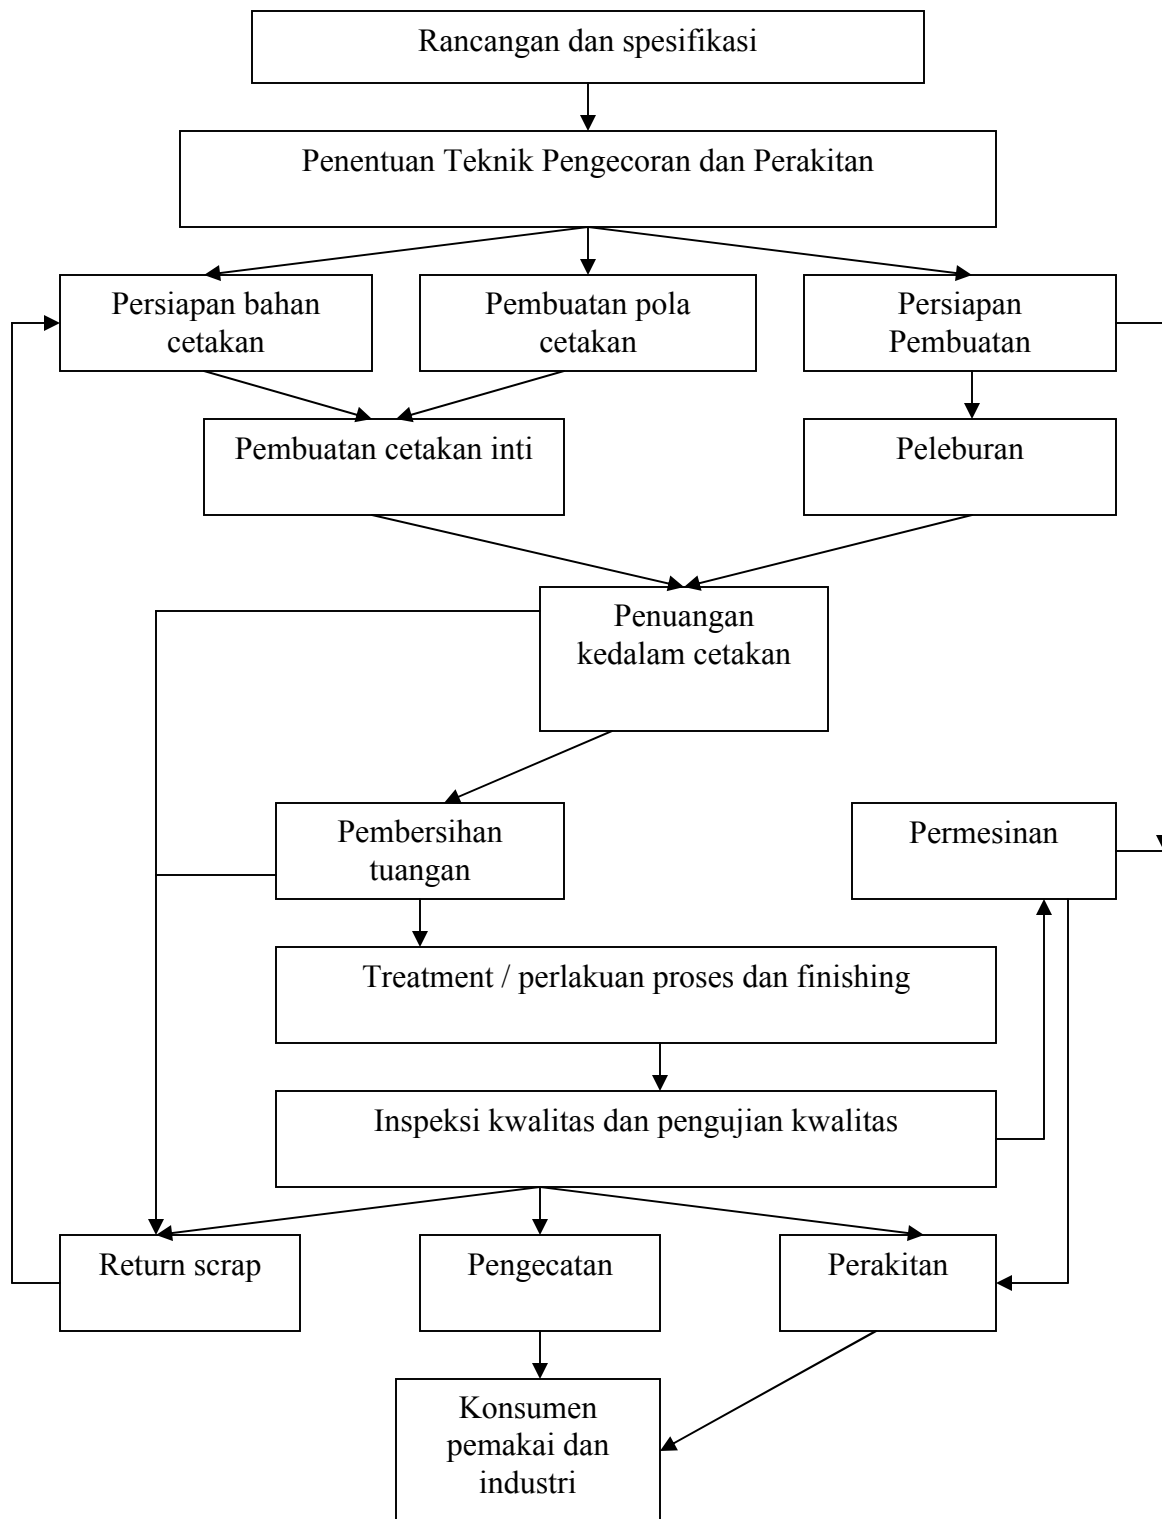 Rancangan dan spesifikasi
Penentuan Teknik Pengecoran dan Perakitan
Persiapan bahan
cetakan
Pembuatan pola
cetakan
Persiapan
Pembuatan
Pembuatan cetakan inti
Peleburan
Penuangan
kedalam cetakan
Pembersihan
tuangan
Permesinan
Treatment / perlakuan proses dan finishing
Inspeksi kwalitas dan pengujian kwalitas
Return scrap
Pengecatan
Perakitan
Konsumen
pemakai dan
industri